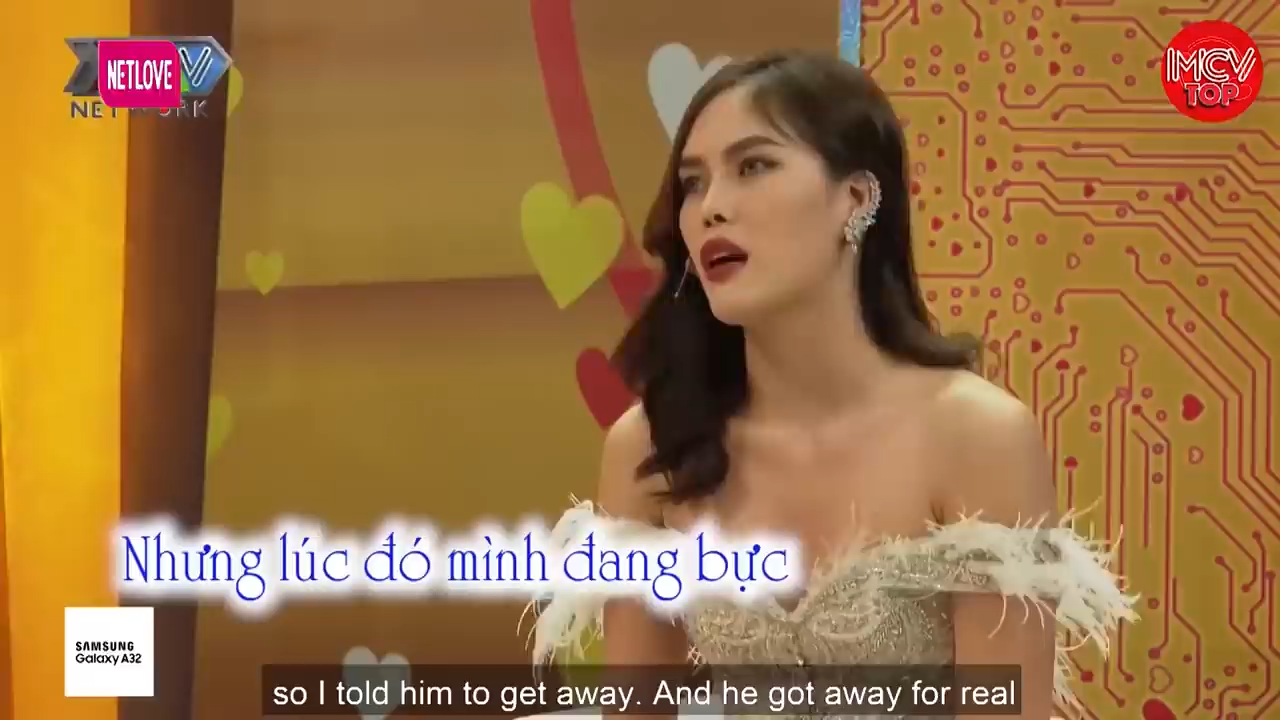 NETLOVE
V
NETWORK
MCV
TOP
Nhưng lúc đó mình đang bực
SAMSUNG
Galaxy A32
so I told him to get away. And he got away for real